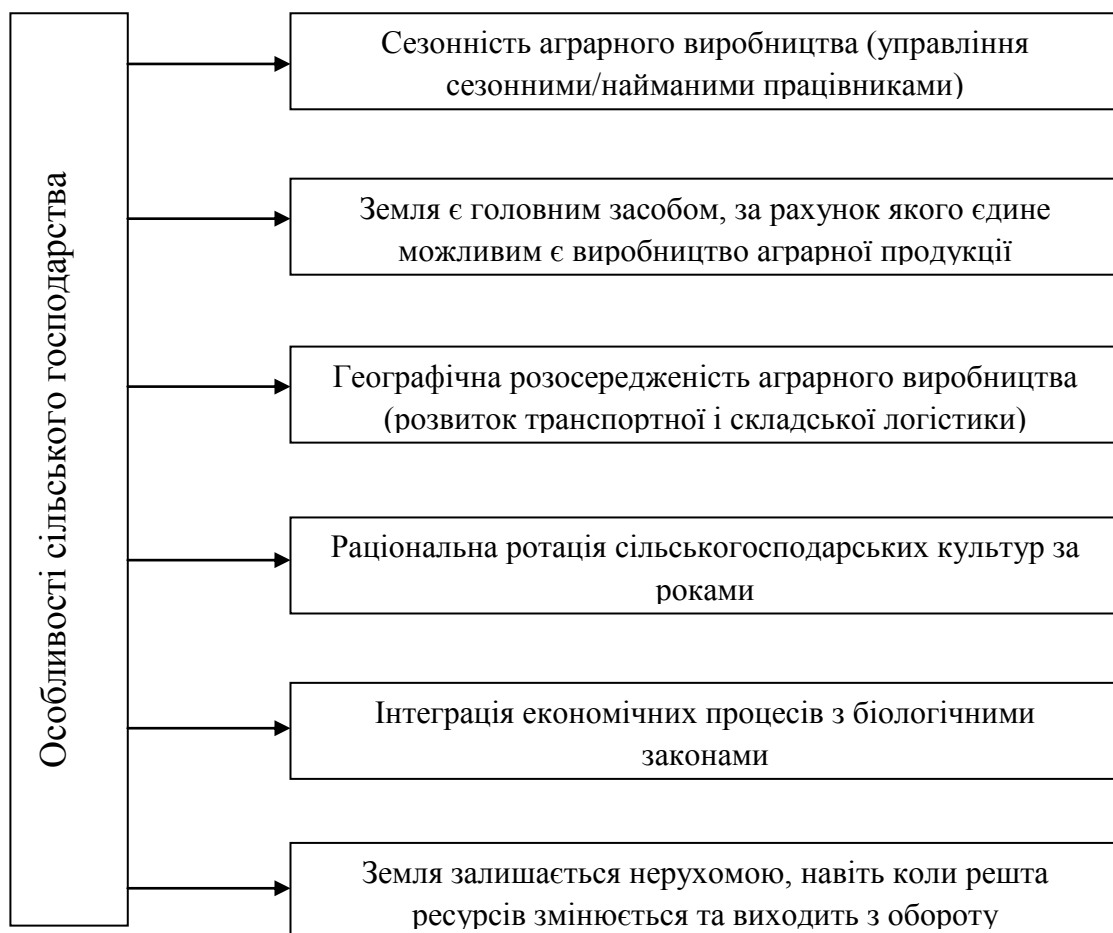 Особливості сільського господарства
Сезонність аграрного виробництва (управління
сезонними/найманими працівниками)
Земля є головним засобом, за рахунок якого єдине
можливим є виробництво аграрної продукції
Географічна розосередженість аграрного виробництва
(розвиток транспортної і складської логістики)
Раціональна ротація сільськогосподарських культур за
роками
Інтеграція економічних процесів з біологічними
законами
Земля залишається нерухомою, навіть коли решта
ресурсів змінюється та виходить з обороту